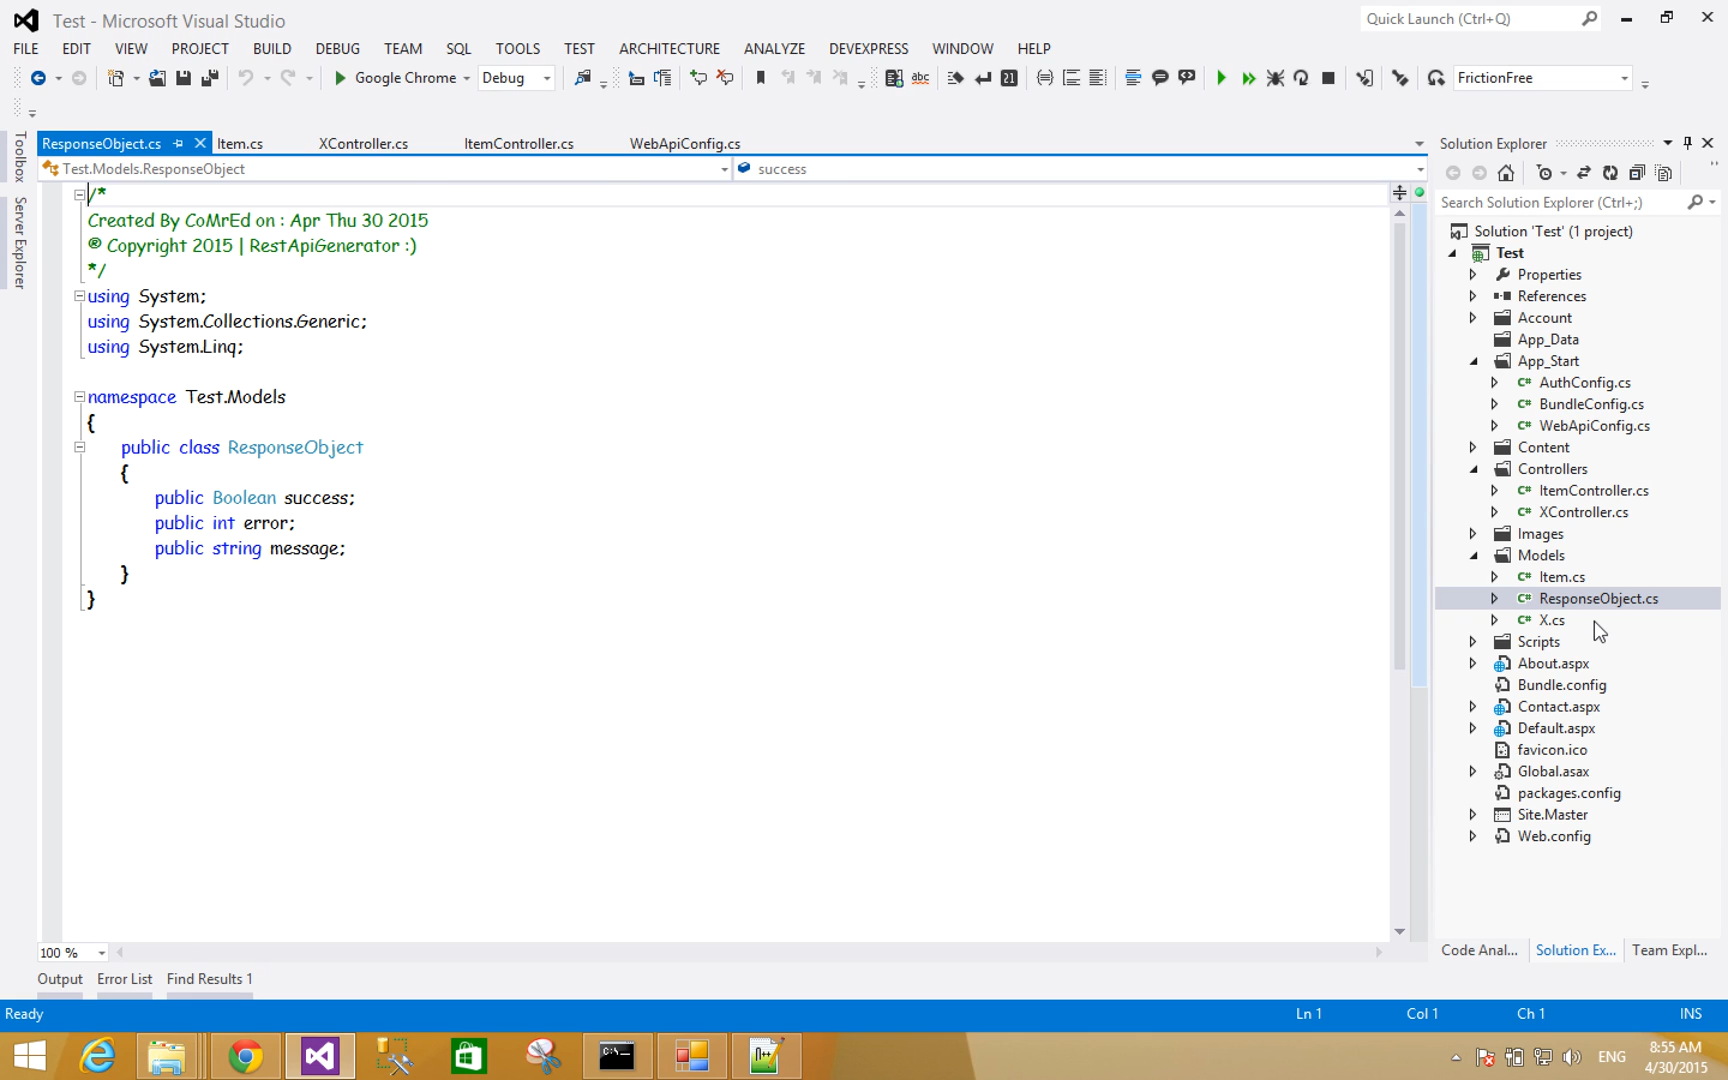 Test - Microsoft Visual Studio
Quick Launch (Ctrl+Q)
FILE EDIT VIEW PROJECT BUILD DEBUG TEAM SQL TOOLS TEST ARCHITECTURE ANALYZE DEVEXPRESS WINDOW HELP
Google Chrome Debug abc 21 FrictionFree
Toolbox
Server Explorer
ResponseObject.cs Item.cs XController.cs ItemController.cs WebApiConfig.cs
Test.Models.ResponseObject success
/*
Created By CoMrEd on : Apr Thu 30 2015
® Copyright 2015 | RestApiGenerator :)
*/
using System;
using System.Collections.Generic;
using System.Linq;
namespace Test.Models
{
public class ResponseObject
{
public Boolean success;
public int error;
public string message;
}
}
100 %
Solution Explorer
Search Solution Explorer (Ctrl+;)
Solution 'Test' (1 project)
Test
Properties
References
Account
App_Data
App_Start
C# AuthConfig.cs
C# BundleConfig.cs
C# WebApiConfig.cs
Content
Controllers
C# ItemController.cs
C# XController.cs
Images
Models
C# Item.cs
C# ResponseObject.cs
C# X.cs
Scripts
About.aspx
Bundle.config
Contact.aspx
Default.aspx
favicon.ico
Global.asax
packages.config
Site.Master
Web.config
Code Anal... Solution Ex... Team Expl...
Output Error List Find Results 1
Ready Ln 1 Col 1 Ch 1 INS
ENG
8:55 AM
4/30/2015